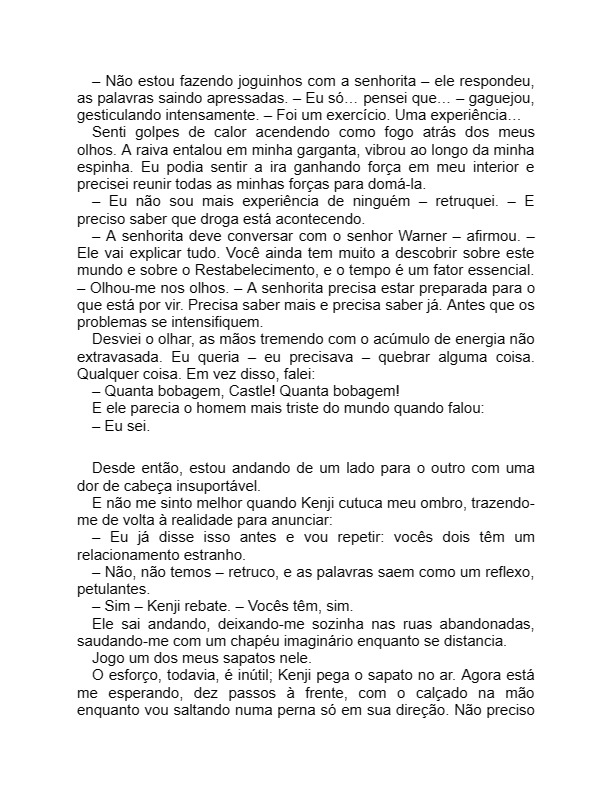 – Não estou fazendo joguinhos com a senhorita – ele respondeu,
as palavras saindo apressadas. – Eu só… pensei que… – gaguejou,
gesticulando intensamente. – Foi um exercício. Uma experiência…
Senti golpes de calor acendendo como fogo atrás dos meus
olhos. A raiva entalou em minha garganta, vibrou ao longo da minha
espinha. Eu podia sentir a ira ganhando força em meu interior e
precisei reunir todas as minhas forças para domá-la.
– Eu não sou mais experiência de ninguém – retruquei. – E
preciso saber que droga está acontecendo.
– A senhorita deve conversar com o senhor Warner – afirmou. –
Ele vai explicar tudo. Você ainda tem muito a descobrir sobre este
mundo e sobre o Restabelecimento, e o tempo é um fator essencial.
– Olhou-me nos olhos. – A senhorita precisa estar preparada para o
que está por vir. Precisa saber mais e precisa saber já. Antes que os
problemas se intensifiquem.
Desviei o olhar, as mãos tremendo com o acúmulo de energia não
extravasada. Eu queria – eu precisava – quebrar alguma coisa.
Qualquer coisa. Em vez disso, falei:
– Quanta bobagem, Castle! Quanta bobagem!
E ele parecia o homem mais triste do mundo quando falou:
– Eu sei.
Desde então, estou andando de um lado para o outro com uma
dor de cabeça insuportável.
E não me sinto melhor quando Kenji cutuca meu ombro, trazendo-
me de volta à realidade para anunciar:
– Eu já disse isso antes e vou repetir: vocês dois têm um
relacionamento estranho.
– Não, não temos – retruco, e as palavras saem como um reflexo,
petulantes.
– Sim – Kenji rebate. – Vocês têm, sim.
Ele sai andando, deixando-me sozinha nas ruas abandonadas,
saudando-me com um chapéu imaginário enquanto se distancia.
Jogo um dos meus sapatos nele.
O esforço, todavia, é inútil; Kenji pega o sapato no ar. Agora está
me esperando, dez passos à frente, com o calçado na mão
enquanto vou saltando numa perna só em sua direção. Não preciso